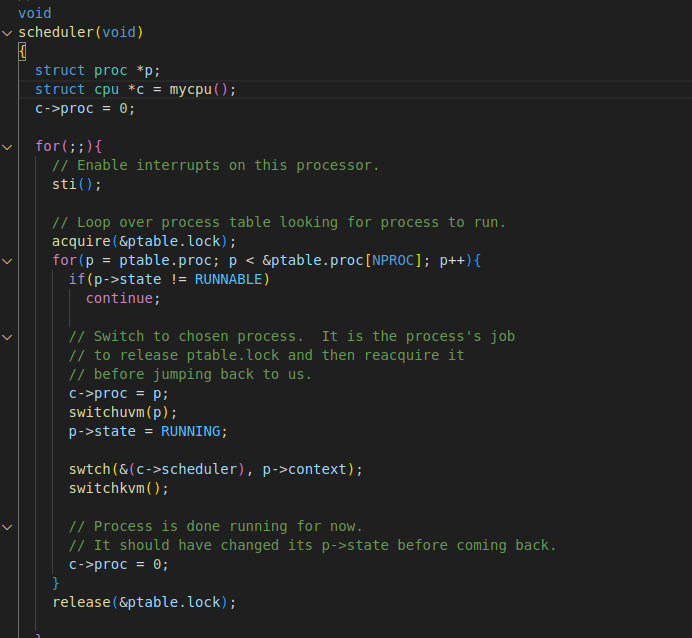 void
scheduler(void)
{
  struct proc *p;
  struct cpu *c = mycpu();
  c->proc = 0;

  for(;;){
    // Enable interrupts on this processor.
    sti();

    // Loop over process table looking for process to run.
    acquire(&ptable.lock);
    for(p = ptable.proc; p < &ptable.proc[NPROC]; p++){
      if(p->state != RUNNABLE)
        continue;

      // Switch to chosen process.  It is the process's job
      // to release ptable.lock and then reacquire it
      // before jumping back to us.
      c->proc = p;
      switchuvm(p);
      p->state = RUNNING;

      swtch(&(c->scheduler), p->context);
      switchkvm();

      // Process is done running for now.
      // It should have changed its p->state before coming back.
      c->proc = 0;
    }
    release(&ptable.lock);

  }